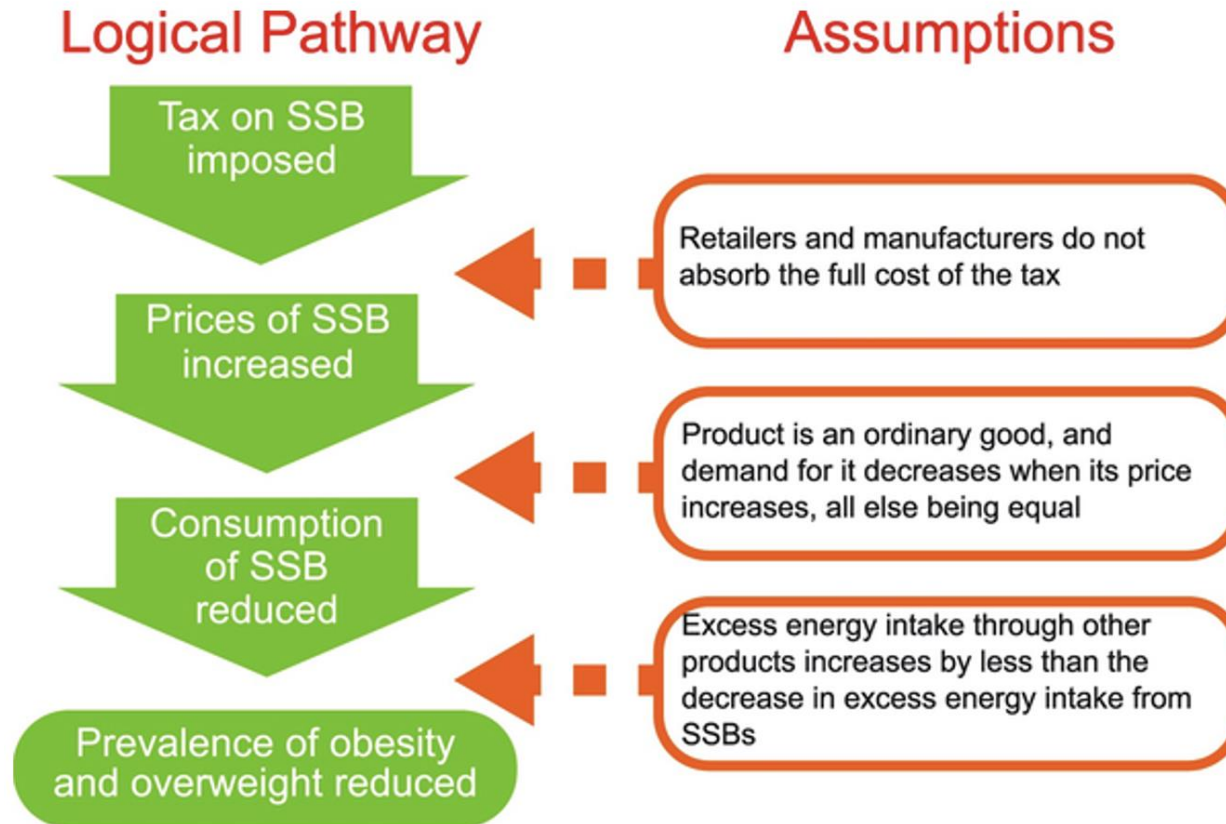 Logical Pathway
Assumptions
Tax on SSB
imposed
Retailers and manufacturers do not
absorb the full cost of the tax
Prices of SSB
increased
Product is an ordinary good, and
demand for it decreases when its price
increases, all else being equal
Consumption
of SSB
reduced
Excess energy intake through other
products increases by less than the
decrease in excess energy intake from
SSBs
Prevalence of obesity
and overweight reduced